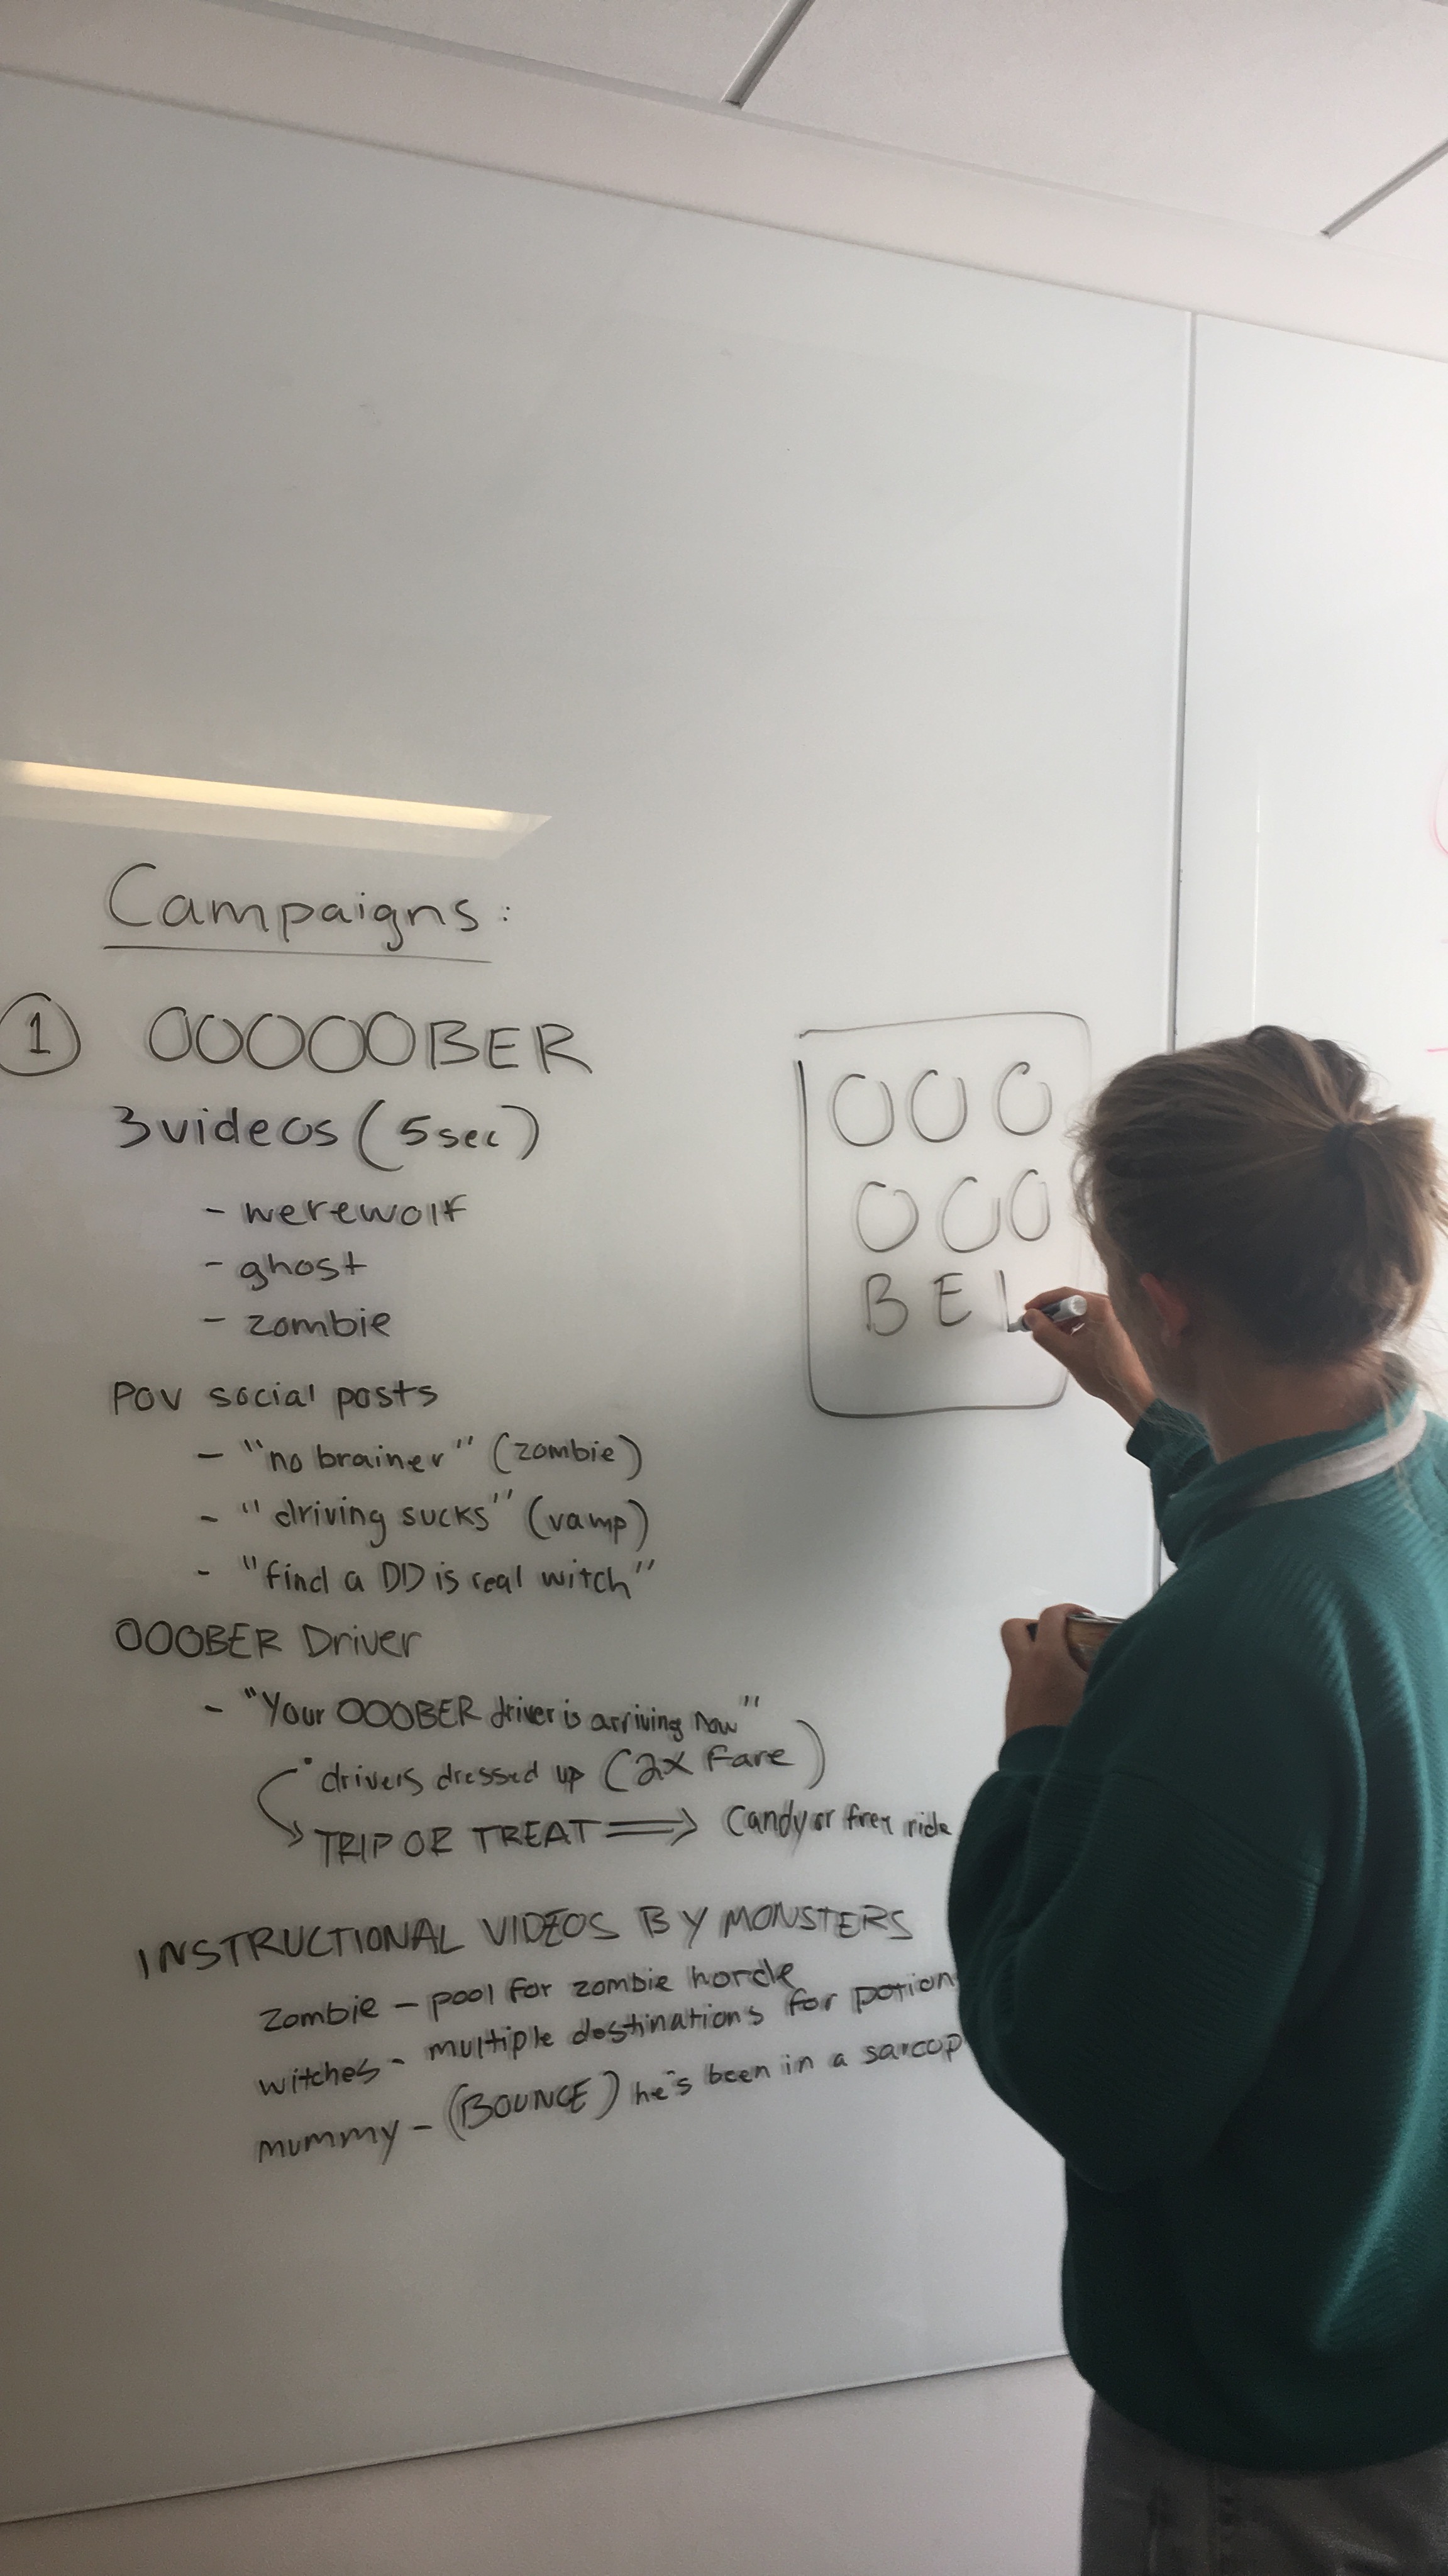 Campaigns:
1 OOOOOBER
3 videos (5 sec)
- werewolf
- ghost
- zombie
POV social posts
- "no brainer" (zombie)
- "driving sucks" (vamp)
- "find a DD is real witch"
OOOBER Driver
- "Your OOOBER driver is arriving now"
· drivers dressed up (2x Fare)
TRIP OR TREAT ⇒ Candy or free ride
INSTRUCTIONAL VIDEOS BY MONSTERS
zombie - pool for zombie horde
witches - multiple destinations for potion
mummy - (BOUNCE) he's been in a sarcop
OOO
OOO
BE